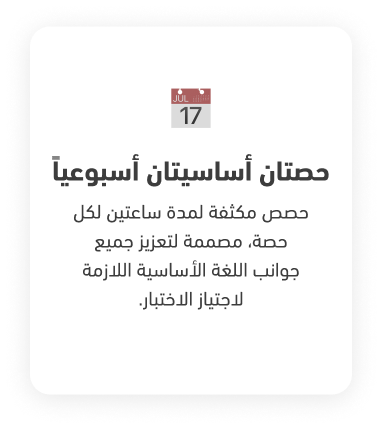 JUL
17
حصتان أساسيتان أسبوعياً
حصص مكثفة لمدة ساعتين لكل
حصة، مصممة لتعزيز جميع
جوانب اللغة الأساسية اللازمة
لاجتياز الاختبار.